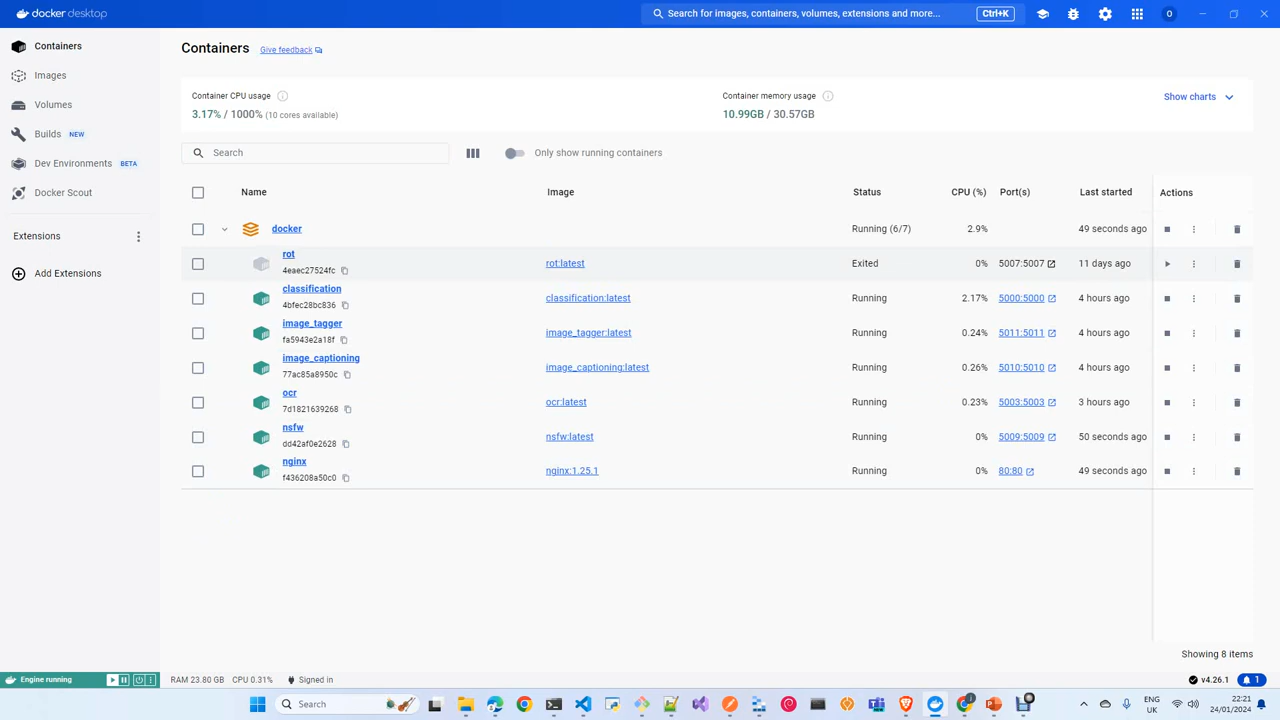 docker desktop
Search for images, containers, volumes, extensions and more...
Ctrl+K
O
Containers
Images
Volumes
Builds NEW
Dev Environments BETA
Docker Scout
Extensions
Add Extensions
Containers Give feedback
Container CPU usage
3.17% / 1000% (10 cores available)
Container memory usage
10.99GB / 30.57GB
Show charts
Search
Only show running containers
Name Image Status CPU (%) Port(s) Last started Actions
docker Running (6/7) 2.9% 49 seconds ago
rot
4eaec27524fc
rot:latest Exited 0% 5007:5007 11 days ago
classification
4bfec28bc836
classification:latest Running 2.17% 5000:5000 4 hours ago
image_tagger
fa5943e2a18f
image_tagger:latest Running 0.24% 5011:5011 4 hours ago
image_captioning
77ac85a8950c
image_captioning:latest Running 0.26% 5010:5010 4 hours ago
ocr
7d1821639268
ocr:latest Running 0.23% 5003:5003 3 hours ago
nsfw
dd42af0e2628
nsfw:latest Running 0% 5009:5009 50 seconds ago
nginx
f436208a50c0
nginx:1.25.1 Running 0% 80:80 49 seconds ago
Showing 8 items
Engine running
RAM 23.80 GB CPU 0.31% Signed in
v4.26.1
1
Search
ENG
UK
22:21
24/01/2024